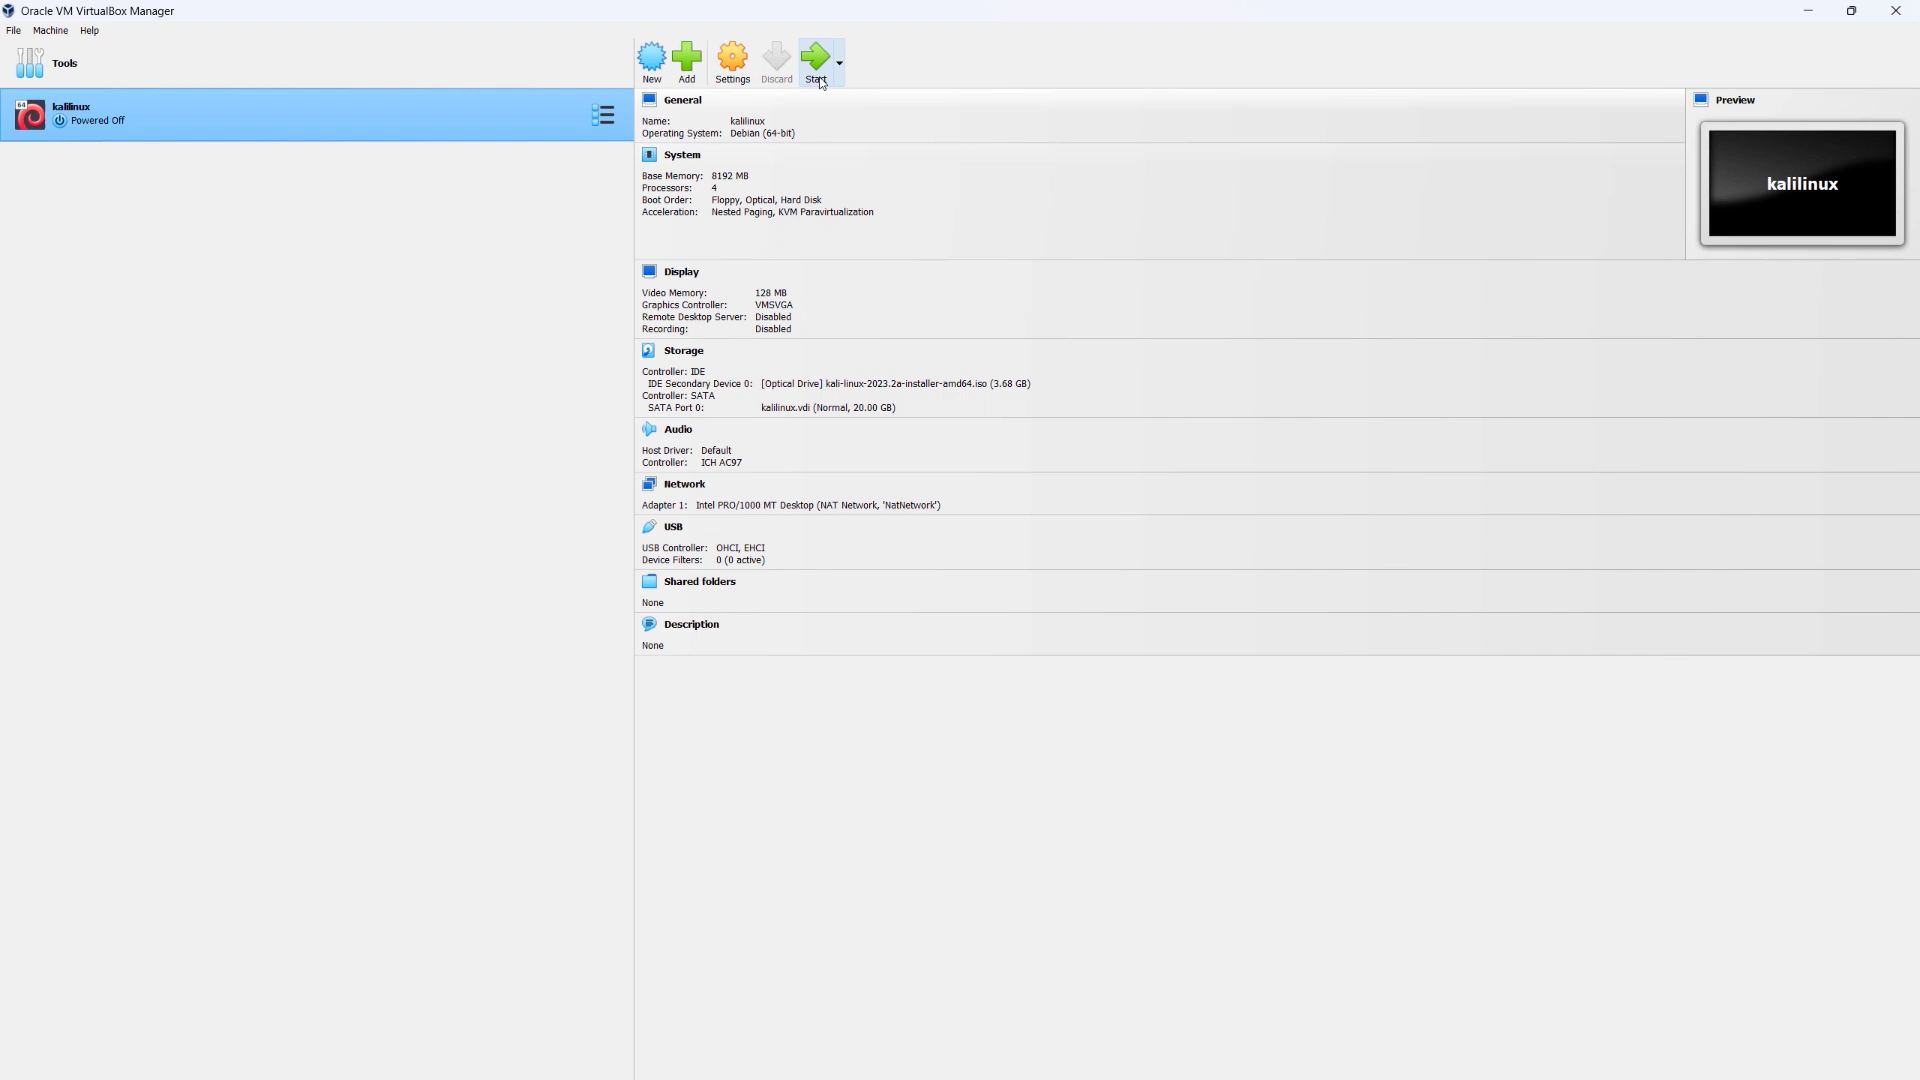 Oracle VM VirtualBox Manager
File Machine Help
Tools
New Add Settings Discard Start
64
kalilinux
Powered Off
General
Name: kalilinux
Operating System: Debian (64-bit)
Preview
kalilinux
System
Base Memory: 8192 MB
Processors: 4
Boot Order: Floppy, Optical, Hard Disk
Acceleration: Nested Paging, KVM Paravirtualization
Display
Video Memory: 128 MB
Graphics Controller: VMSVGA
Remote Desktop Server: Disabled
Recording: Disabled
Storage
Controller: IDE
IDE Secondary Device 0: [Optical Drive] kali-linux-2023.2a-installer-amd64.iso (3.68 GB)
Controller: SATA
SATA Port 0: kalilinux.vdi (Normal, 20.00 GB)
Audio
Host Driver: Default
Controller: ICH AC97
Network
Adapter 1: Intel PRO/1000 MT Desktop (NAT Network, 'NatNetwork')
USB
USB Controller: OHCI, EHCI
Device Filters: 0 (0 active)
Shared folders
None
Description
None